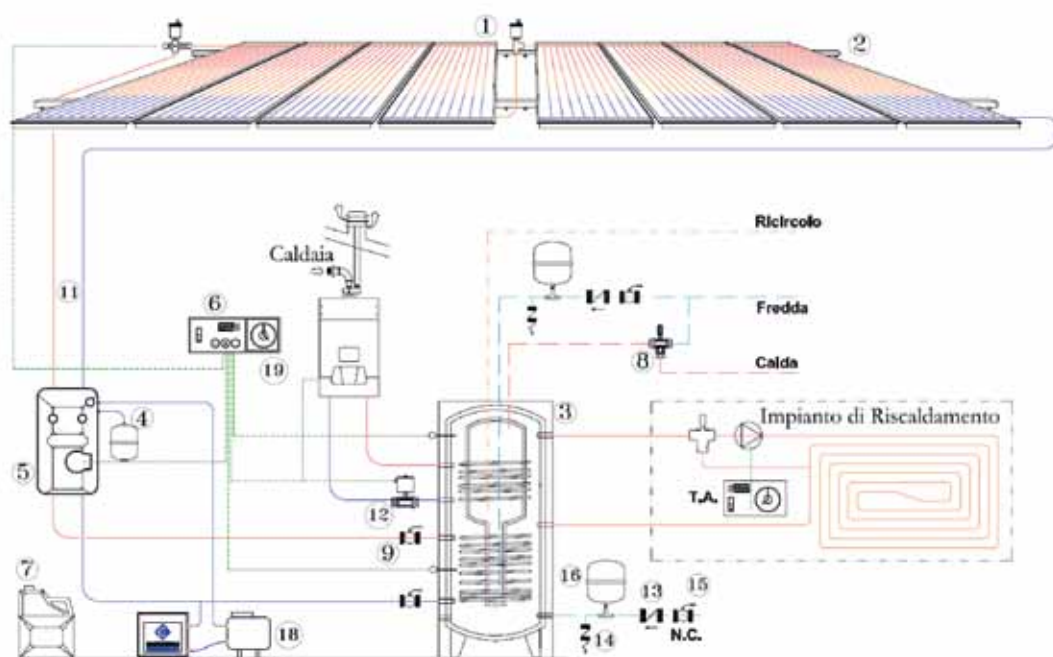 1
2
Ricircolo
Caldaia
11
6
Fredda
19
8
Calda
4
3
Impianto di Riscaldamento
5
T.A.
12
9
7
16
13
15
14
N.C.
18